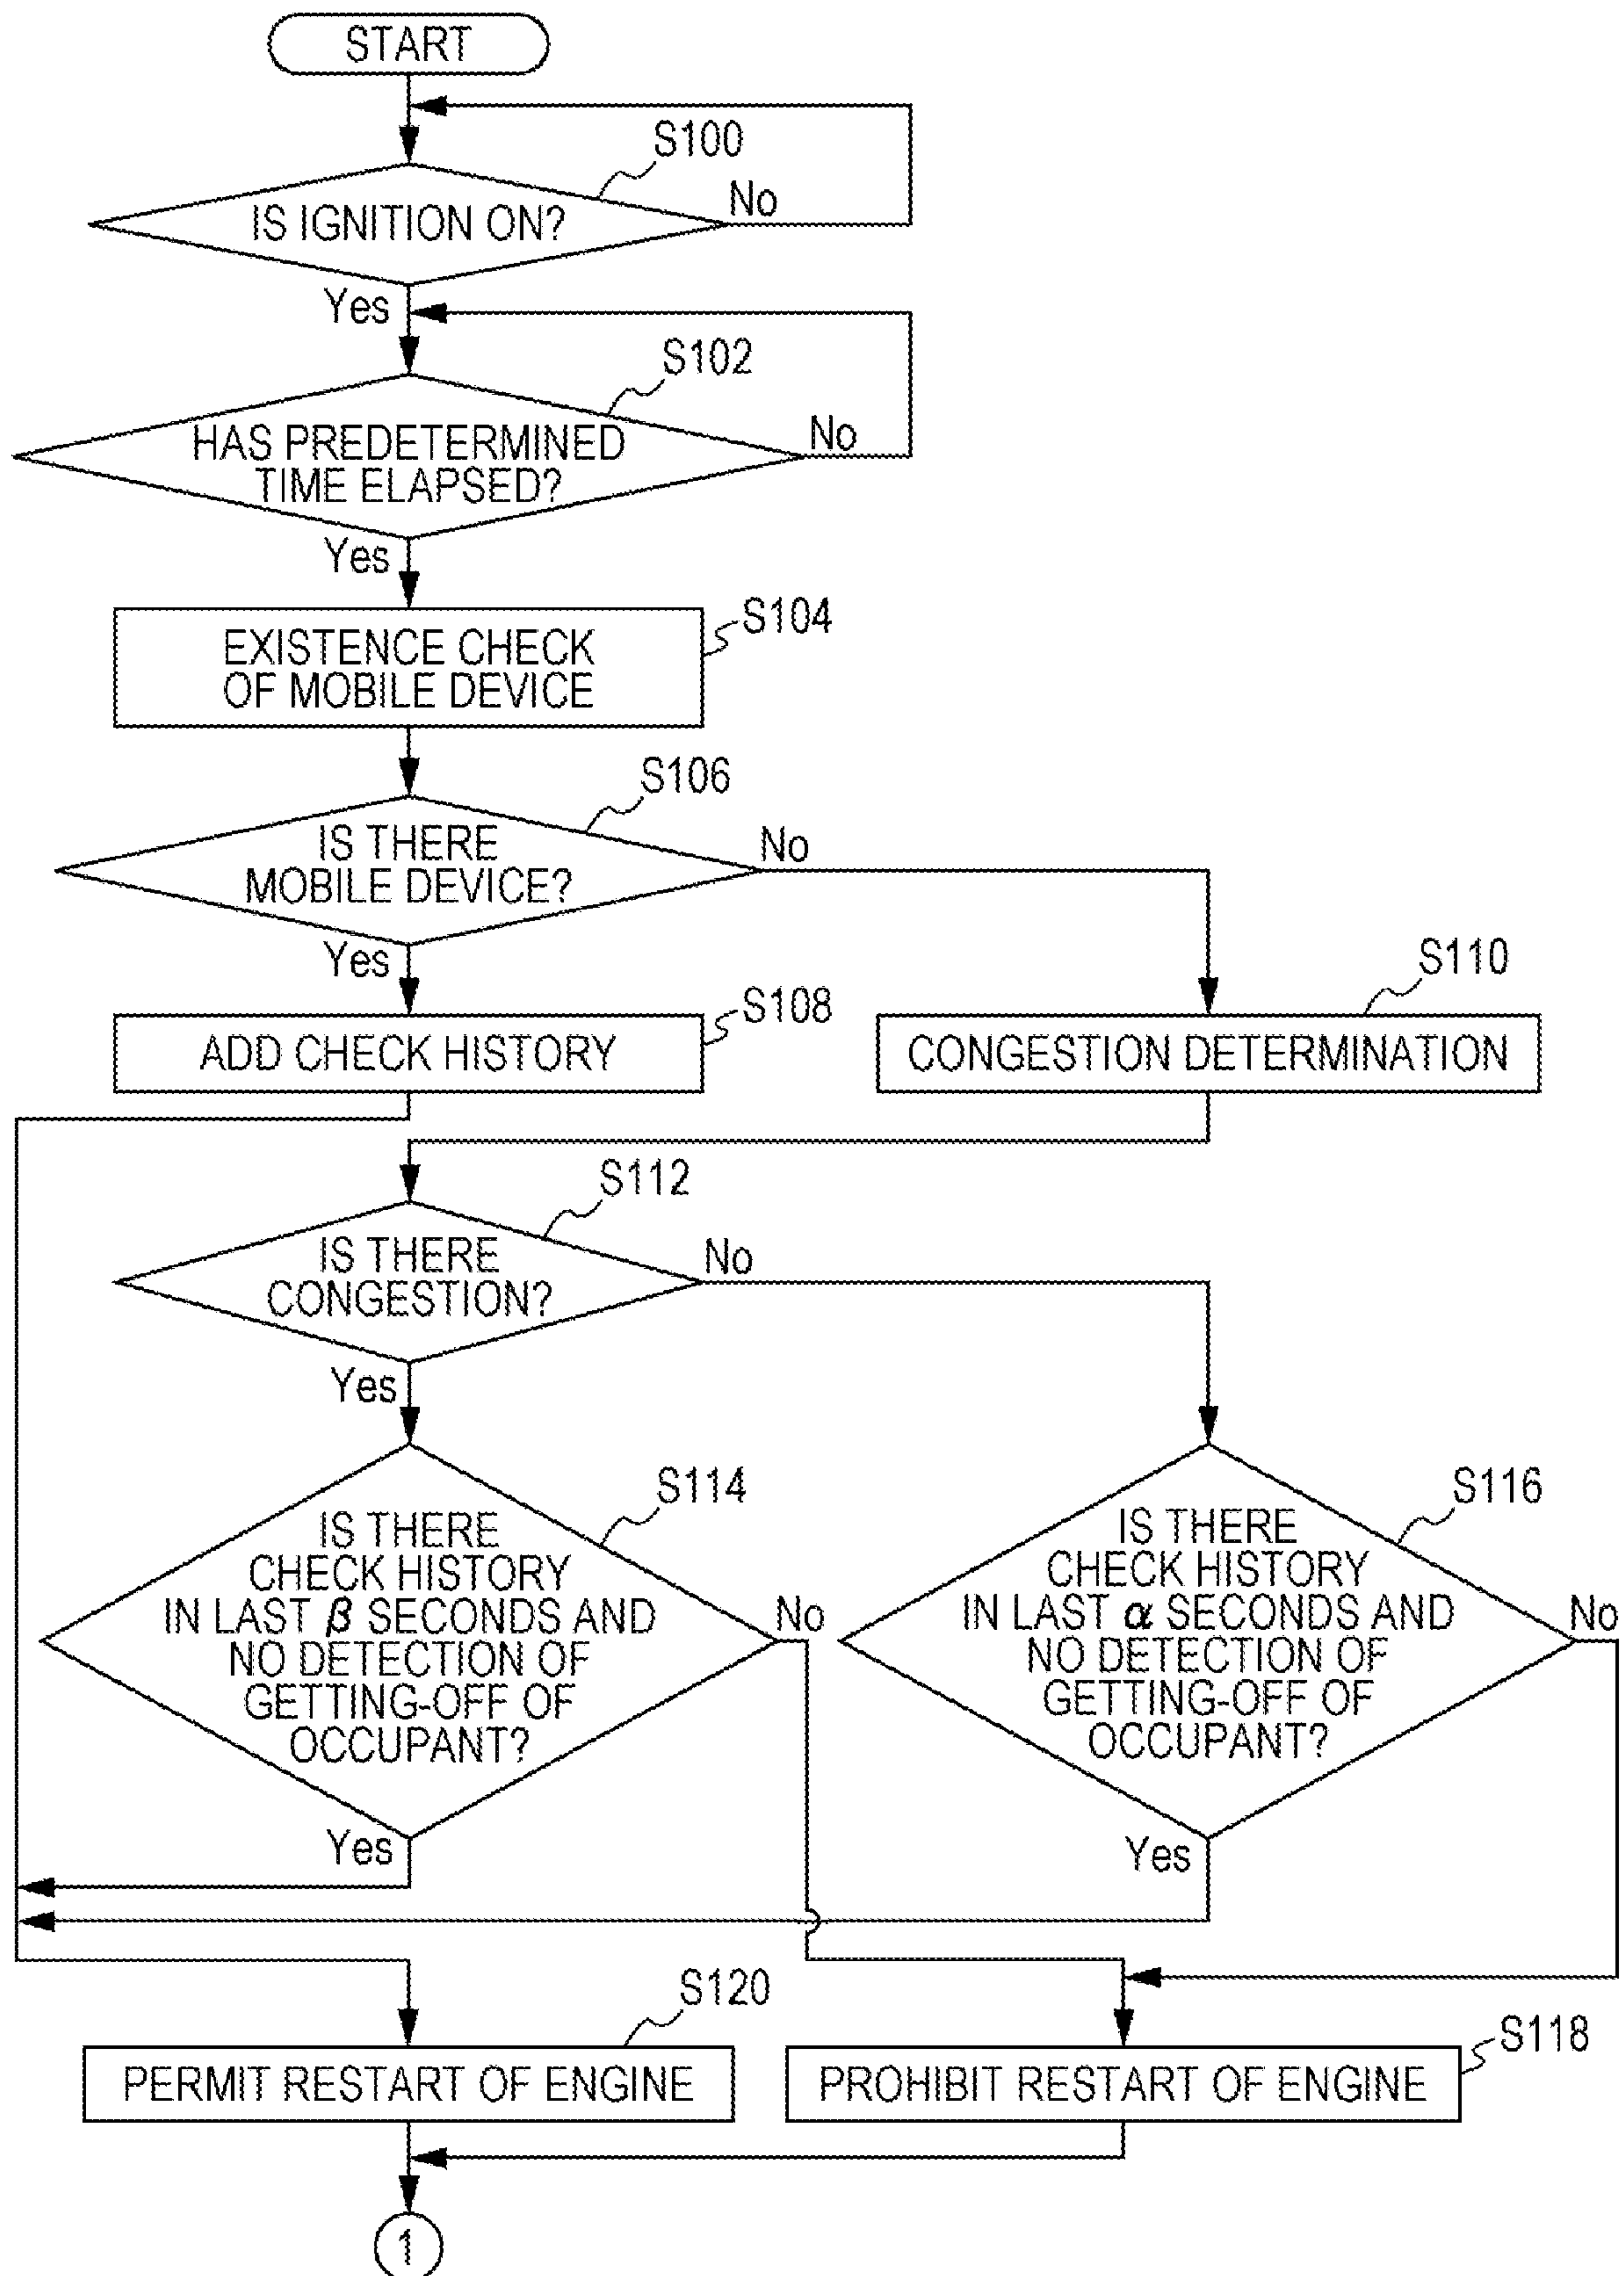 START
S100
No
IS IGNITION ON?
Yes
S102
No
HAS PREDETERMINED
TIME ELAPSED?
Yes
S104
EXISTENCE CHECK
OF MOBILE DEVICE
S106
No
IS THERE
MOBILE DEVICE?
Yes
S108
ADD CHECK HISTORY
S110
CONGESTION DETERMINATION
S112
No
IS THERE
CONGESTION?
Yes
S114
IS THERE
CHECK HISTORY
IN LAST β SECONDS AND
NO DETECTION OF
GETTING-OFF OF
OCCUPANT?
No
Yes
S116
IS THERE
CHECK HISTORY
IN LAST α SECONDS AND
NO DETECTION OF
GETTING-OFF OF
OCCUPANT?
No
Yes
S120
PERMIT RESTART OF ENGINE
S118
PROHIBIT RESTART OF ENGINE
1